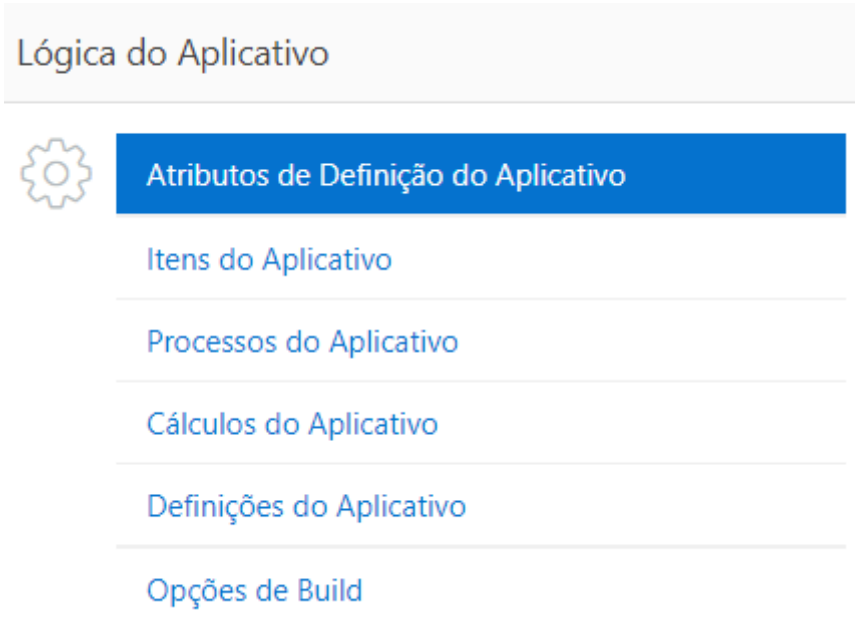 Lógica do Aplicativo
Atributos de Definição do Aplicativo
Itens do Aplicativo
Processos do Aplicativo
Cálculos do Aplicativo
Definições do Aplicativo
Opções de Build